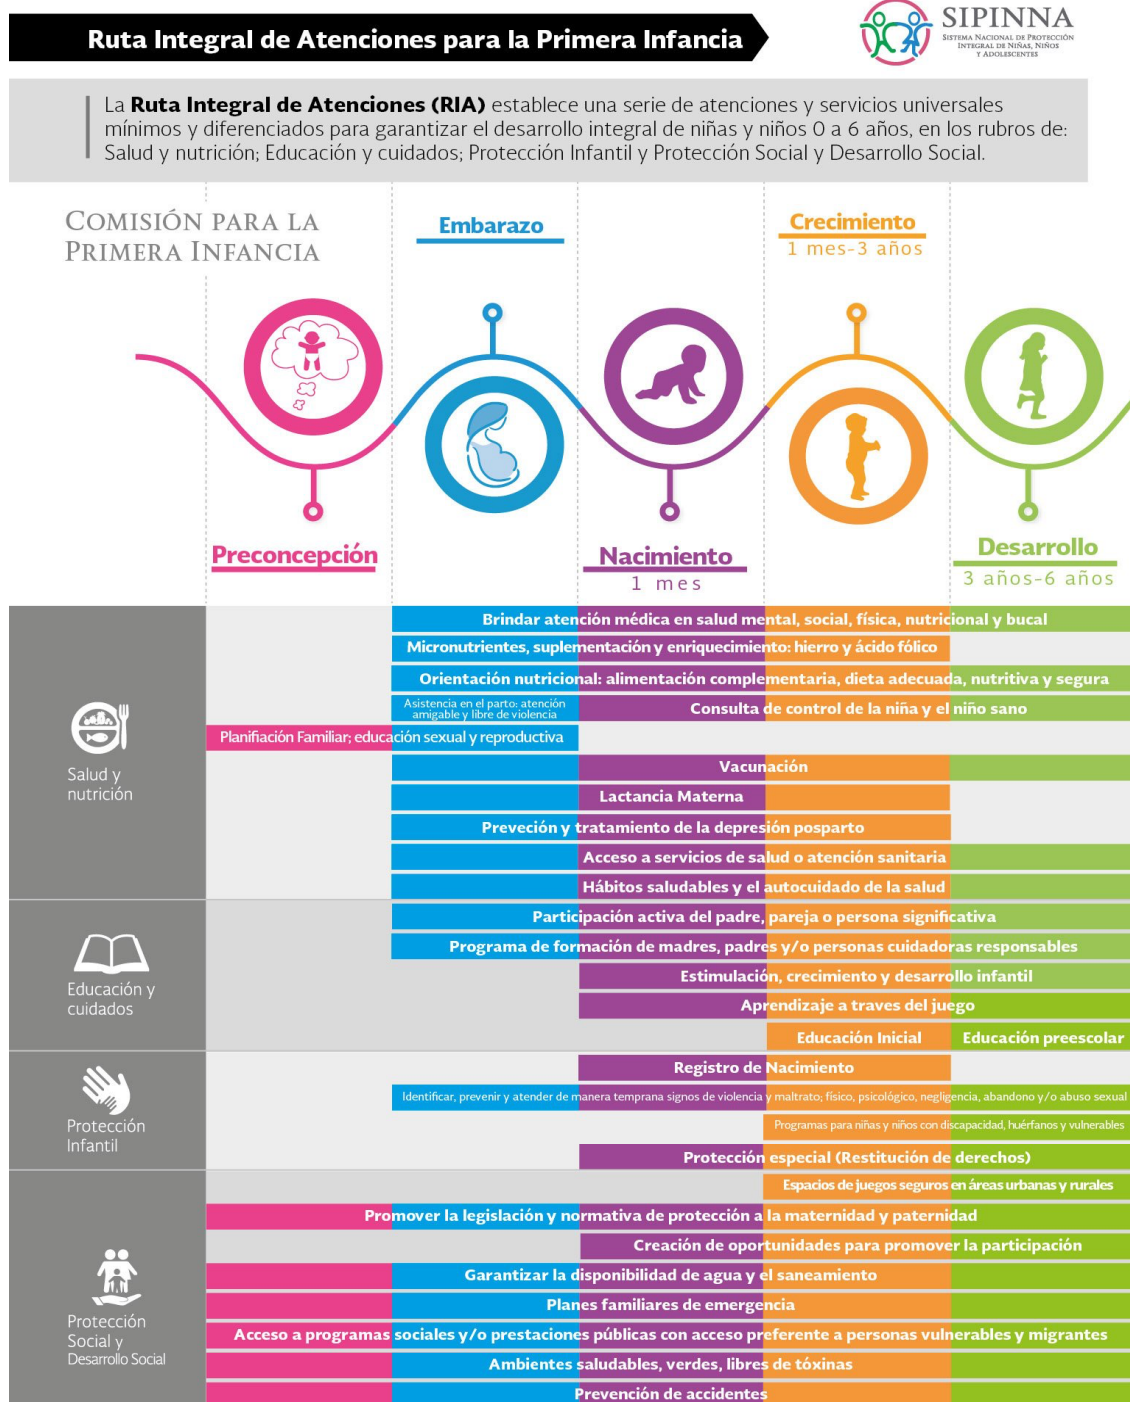 Ruta Integral de Atenciones para la Primera Infancia
SIPINNA
SISTEMA NACIONAL DE PROTECCIÓN
INTEGRAL DE NIÑAS, NIÑOS
Y ADOLESCENTES
La Ruta Integral de Atenciones (RIA) establece una serie de atenciones y servicios universales
mínimos y diferenciados para garantizar el desarrollo integral de niñas y niños 0 a 6 años, en los rubros de:
Salud y nutrición; Educación y cuidados; Protección Infantil y Protección Social y Desarrollo Social.
COMISIÓN PARA LA
PRIMERA INFANCIA
Embarazo
Crecimiento
1 mes-3 años
Preconcepción
Nacimiento
1 mes
Desarrollo
3 años-6 años
Salud y
nutrición
Brindar atención médica en salud mental, social, física, nutricional y bucal
Micronutrientes, suplementación y enriquecimiento: hierro y ácido fólico
Orientación nutricional: alimentación complementaria, dieta adecuada, nutritiva y segura
Asistencia en el parto: atención
amigable y libre de violencia
Consulta de control de la niña y el niño sano
Planifiación Familiar; educación sexual y reproductiva
Vacunación
Lactancia Materna
Preveción y tratamiento de la depresión posparto
Acceso a servicios de salud o atención sanitaria
Hábitos saludables y el autocuidado de la salud
Educación y
cuidados
Participación activa del padre, pareja o persona significativa
Programa de formación de madres, padres y/o personas cuidadoras responsables
Estimulación, crecimiento y desarrollo infantil
Aprendizaje a traves del juego
Educación Inicial
Educación preescolar
Protección
Infantil
Registro de Nacimiento
Identificar, prevenir y atender de manera temprana signos de violencia y maltrato; físico, psicológico, negligencia, abandono y/o abuso sexual
Programas para niñas y niños con discapacidad, huérfanos y vulnerables
Protección especial (Restitución de derechos)
Protección
Social y
Desarrollo Social
Espacios de juegos seguros en áreas urbanas y rurales
Promover la legislación y normativa de protección a la maternidad y paternidad
Creación de oportunidades para promover la participación
Garantizar la disponibilidad de agua y el saneamiento
Planes familiares de emergencia
Acceso a programas sociales y/o prestaciones públicas con acceso preferente a personas vulnerables y migrantes
Ambientes saludables, verdes, libres de tóxinas
Prevención de accidentes